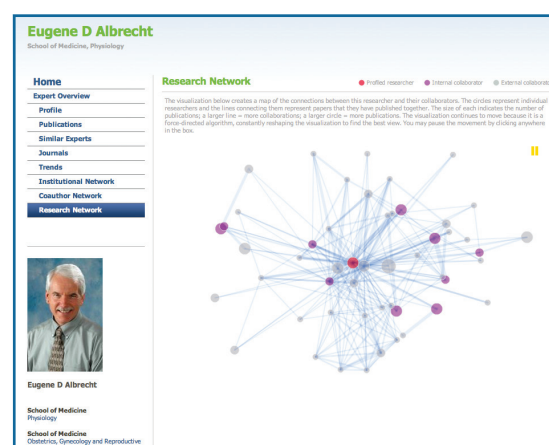 Eugene D Albrecht
School of Medicine, Physiology
Home
Expert Overview
Profile
Publications
Similar Experts
Journals
Trends
Institutional Network
Coauthor Network
Research Network
Research Network
Profiled researcher
Internal collaborator
External collaborato
The visualization below creates a map of the connections between this researcher and their collaborators. The circles represent individual
researchers and the lines connecting them represent papers that they have published together. The size of each indicates the number of
publications; a larger line = more collaborations; a larger circle = more publications. The visualization continues to move because it is a
force-directed algorithm, constantly reshaping the visualization to find the best view. You may pause the movement by clicking anywhere
in the box.
Eugene D Albrecht
School of Medicine
Physiology
School of Medicine
Obstetrics, Gynecology and Reproductive